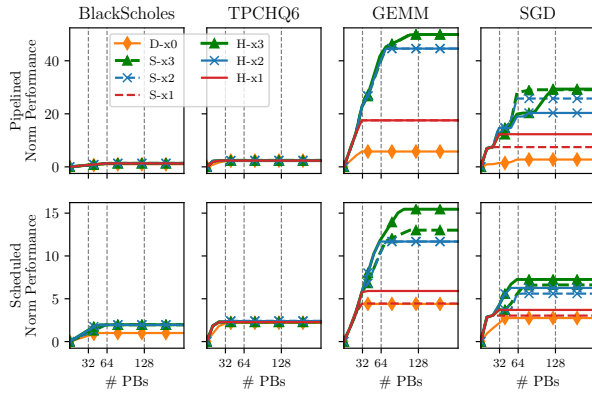 BlackScholes
TPCHQ6
GEMM
SGD
Pipelined
Norm Performance
40
20
0
D-x0
S-x3
S-x2
S-x1
H-x3
H-x2
H-x1
Scheduled
Norm Performance
15
10
5
0
32 64 128
32 64 128
32 64 128
32 64 128
# PBs
# PBs
# PBs
# PBs